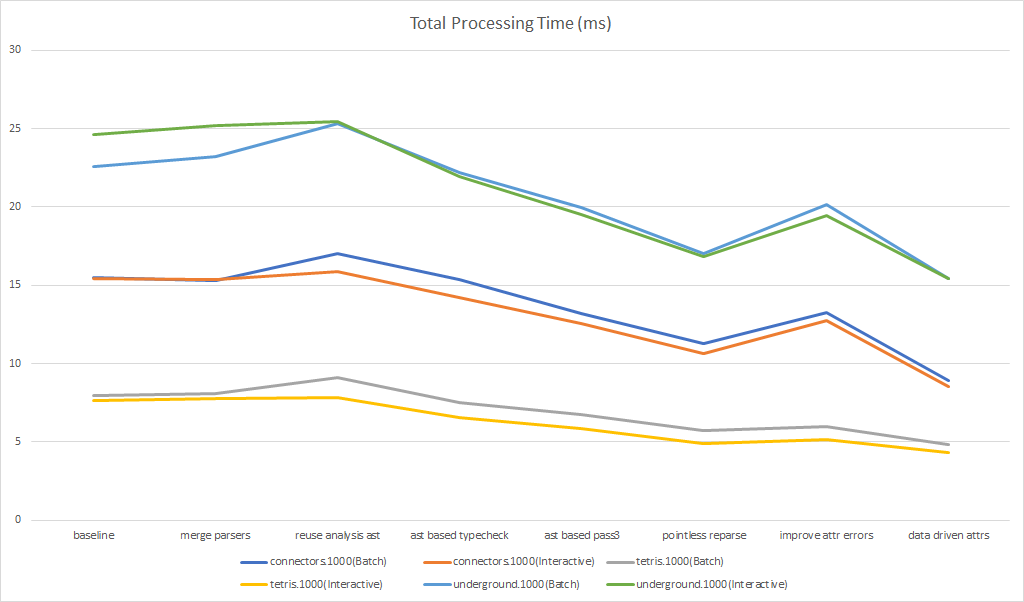 Total Processing Time (ms)
30
25
20
15
10
5
0
baseline merge parsers reuse analysis ast ast based typecheck ast based pass3 pointless reparse improve attr errors data driven attrs
connectors.1000(Batch) connectors.1000(Interactive) tetris.1000(Batch)
tetris.1000(Interactive) underground.1000(Batch) underground.1000(Interactive)